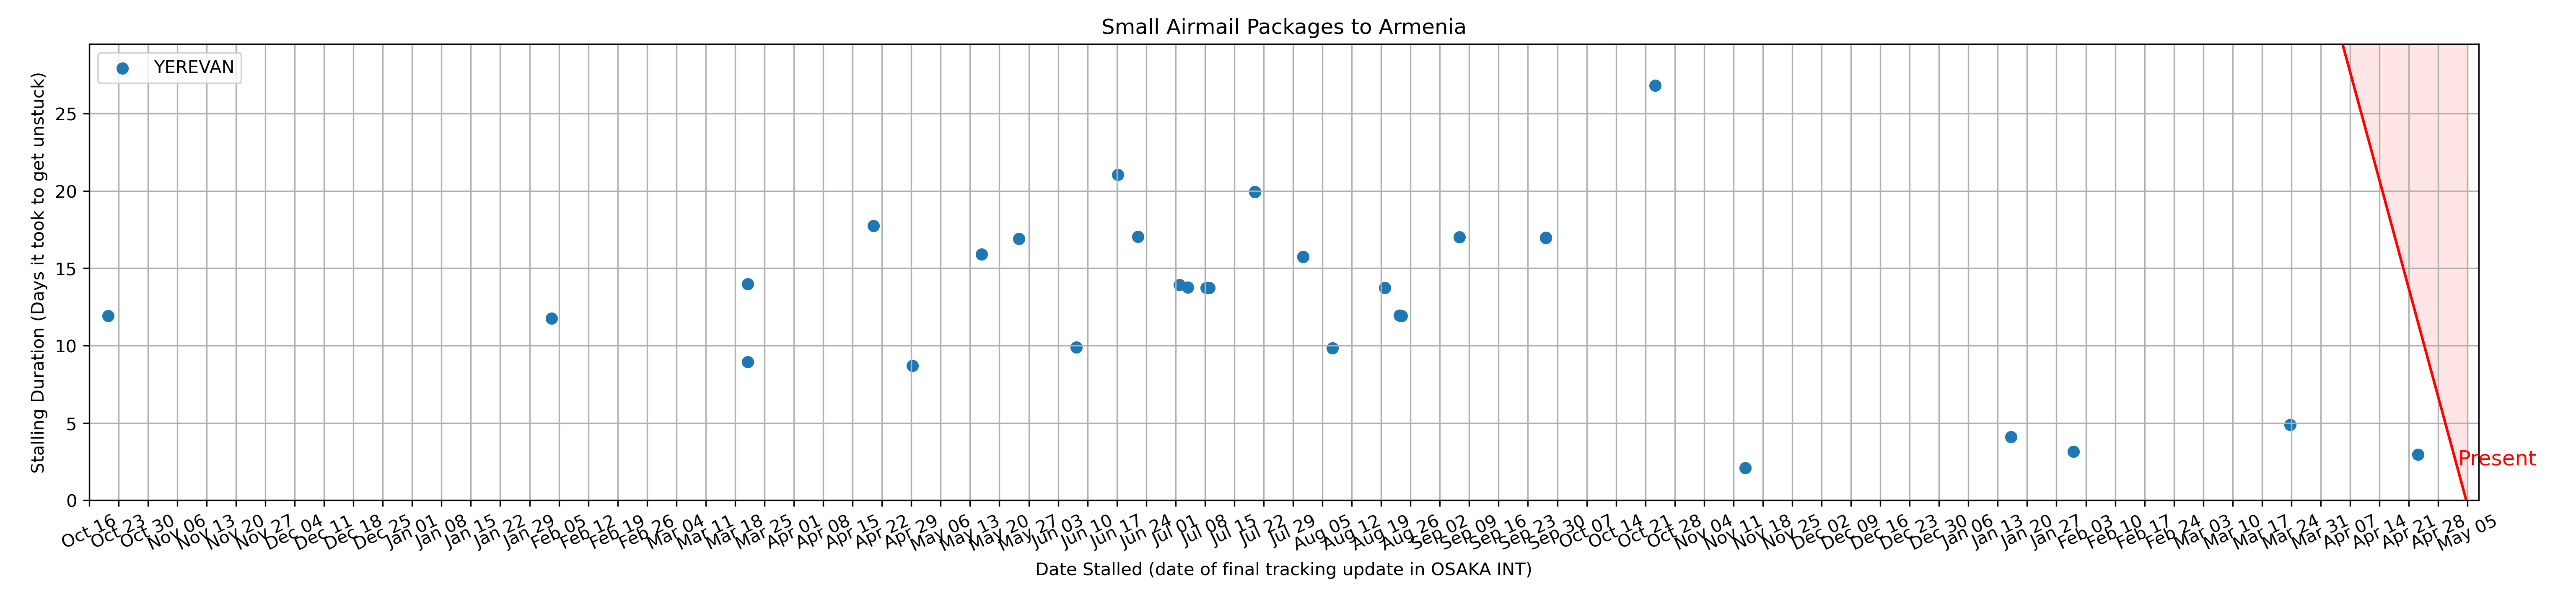 Small Airmail Packages to Armenia
YEREVAN
Stalling Duration (Days it took to get unstuck)
25
20
15
10
5
0
Present
Oct 16
Oct 23
Oct 30
Nov 06
Nov 13
Nov 20
Nov 27
Dec 04
Dec 11
Dec 18
Dec 25
Jan 01
Jan 08
Jan 15
Jan 22
Jan 29
Feb 05
Feb 12
Feb 19
Feb 26
Mar 04
Mar 11
Mar 18
Mar 25
Apr 01
Apr 08
Apr 15
Apr 22
Apr 29
May 06
May 13
May 20
May 27
Jun 03
Jun 10
Jun 17
Jun 24
Jul 01
Jul 08
Jul 15
Jul 22
Jul 29
Aug 05
Aug 12
Aug 19
Aug 26
Sep 02
Sep 09
Sep 16
Sep 23
Sep 30
Oct 07
Oct 14
Oct 21
Oct 28
Nov 04
Nov 11
Nov 18
Nov 25
Dec 02
Dec 09
Dec 16
Dec 23
Dec 30
Jan 06
Jan 13
Jan 20
Jan 27
Feb 03
Feb 10
Feb 17
Feb 24
Mar 03
Mar 10
Mar 17
Mar 24
Mar 31
Apr 07
Apr 14
Apr 21
Apr 28
May 05
Date Stalled (date of final tracking update in OSAKA INT)